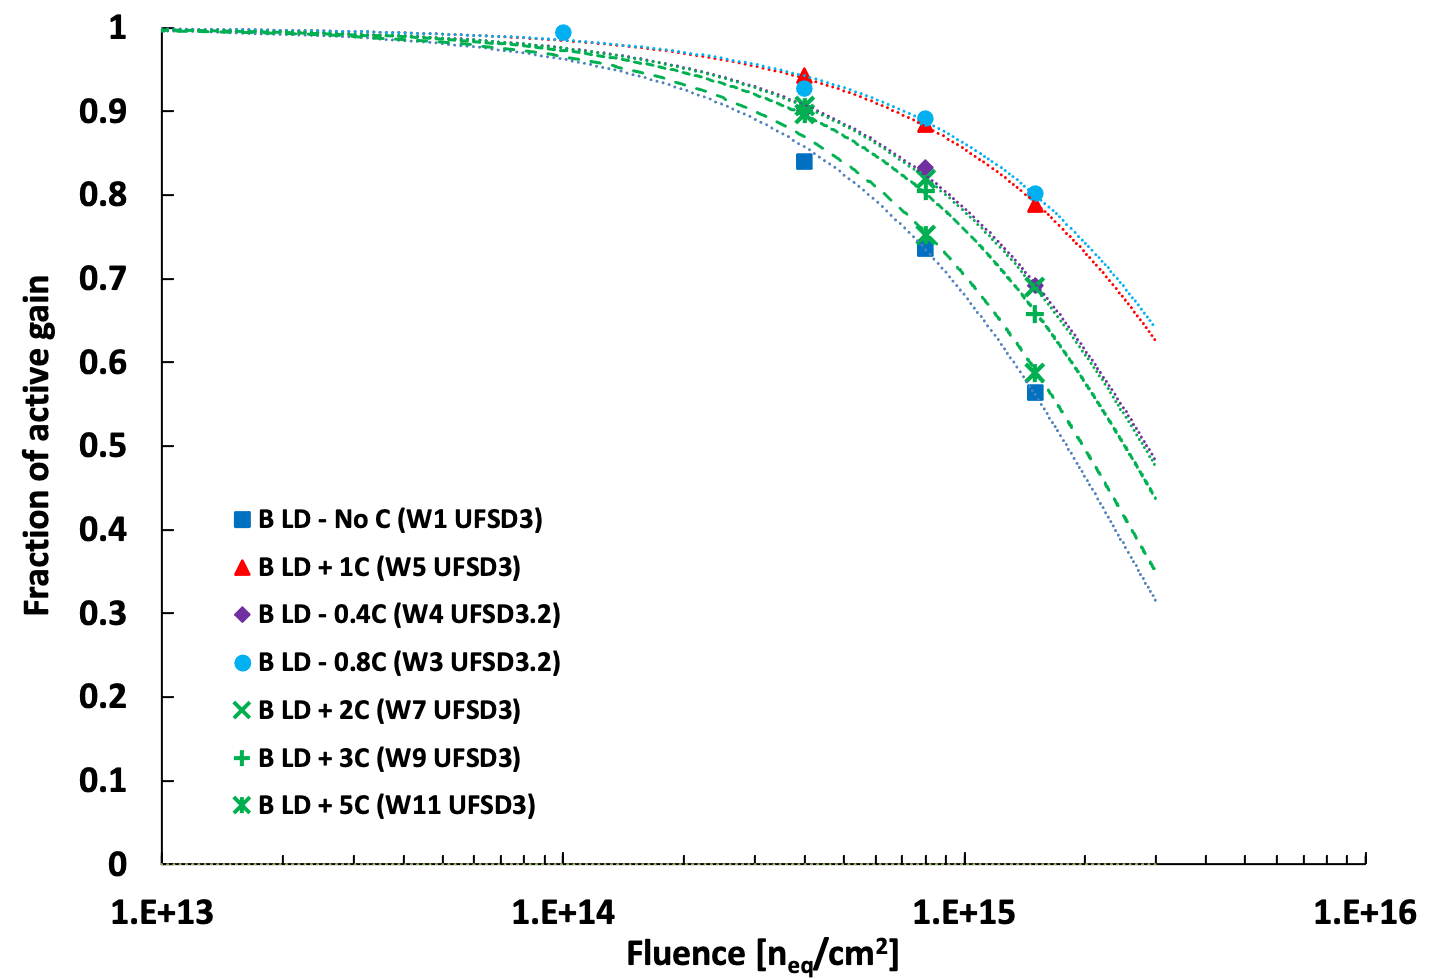 1
0.9
0.8
0.7
0.6
0.5
0.4
0.3
0.2
0.1
0
Fraction of active gain
B LD - No C (W1 UFSD3)
B LD + 1C (W5 UFSD3)
B LD - 0.4C (W4 UFSD3.2)
B LD - 0.8C (W3 UFSD3.2)
B LD + 2C (W7 UFSD3)
B LD + 3C (W9 UFSD3)
B LD + 5C (W11 UFSD3)
1.E+13 1.E+14 1.E+15 1.E+16
Fluence [neq/cm²]